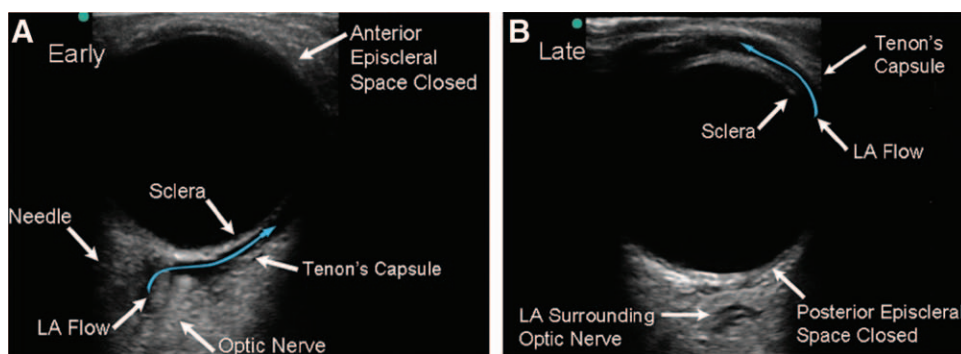 A
Early
Anterior
Episcleral
Space Closed
Sclera
Needle
Tenon's Capsule
LA Flow
Optic Nerve
B
Late
Tenon's
Capsule
Sclera
LA Flow
LA Surrounding
Optic Nerve
Posterior Episcleral
Space Closed